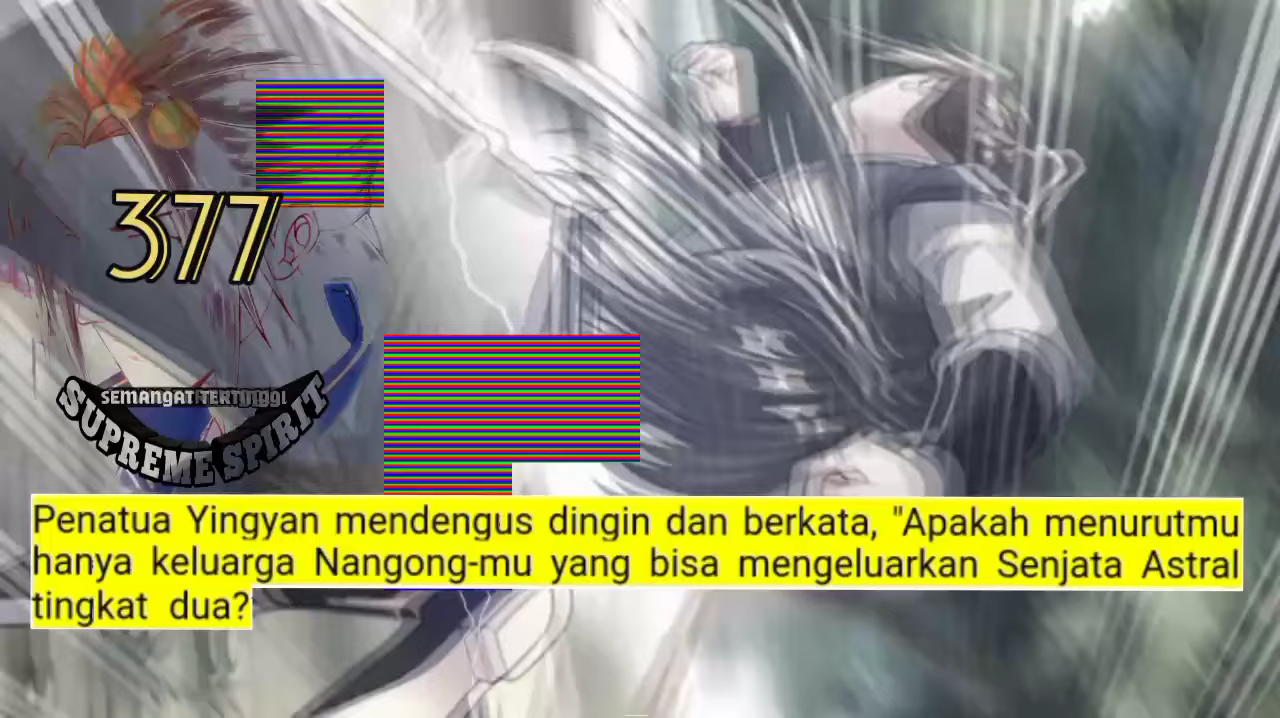 377
SEMANGAT TERTINGGI
SUPREME SPIRIT
Penatua Yingyan mendengus dingin dan berkata, "Apakah menurutmu
hanya keluarga Nangong-mu yang bisa mengeluarkan Senjata Astral
tingkat dua?